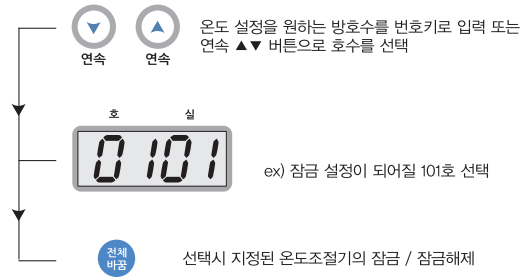 온도 설정을 원하는 방호수를 번호키로 입력 또는
연속 ▲▼ 버튼으로 호수를 선택
연속 연속
호 실
0101
ex) 잠금 설정이 되어질 101호 선택
전체
바꿈
선택시 지정된 온도조절기의 잠금 / 잠금해제